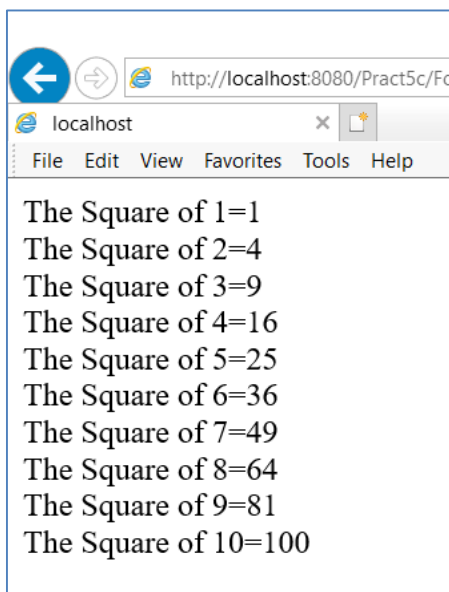 http://localhost:8080/Pract5c/Fo
localhost
File Edit View Favorites Tools Help
The Square of 1=1
The Square of 2=4
The Square of 3=9
The Square of 4=16
The Square of 5=25
The Square of 6=36
The Square of 7=49
The Square of 8=64
The Square of 9=81
The Square of 10=100